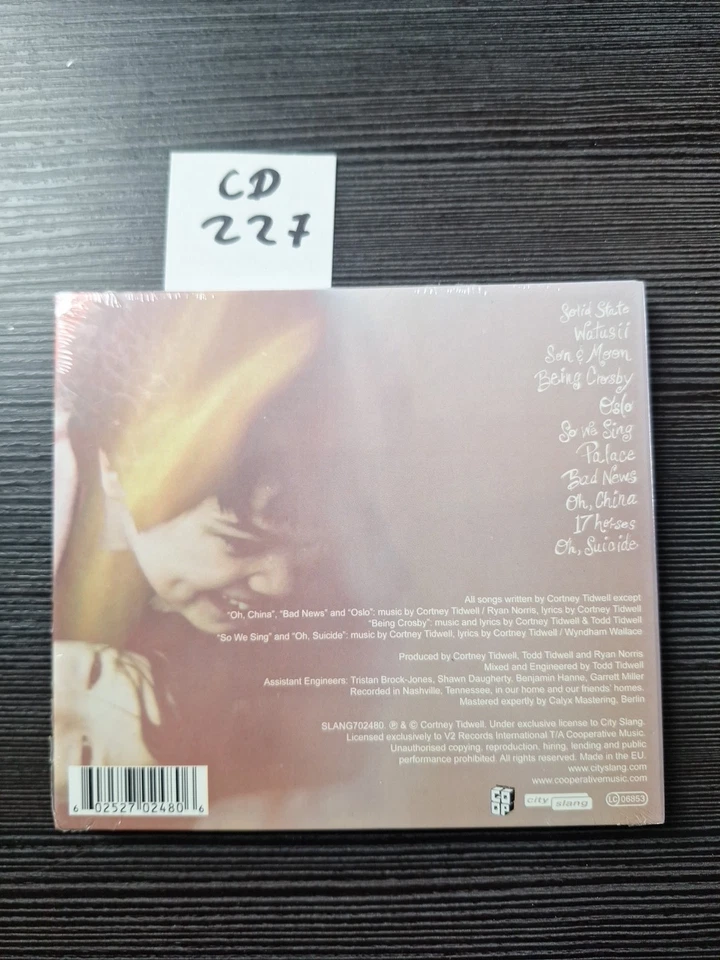 CD
227
Solid State
Watusii
Son & Moon
Being Crosby
Oslo
So We Sing
Palace
Bad News
Oh, China
17 horses
Oh, Suicide
All songs written by Cortney Tidwell except
"Oh, China", "Bad News" and "Oslo": music by Cortney Tidwell / Ryan Norris, lyrics by Cortney Tidwell
"Being Crosby": music and lyrics by Cortney Tidwell & Todd Tidwell
"So We Sing" and "Oh, Suicide": music by Cortney Tidwell, lyrics by Cortney Tidwell / Wyndham Wallace
Produced by Cortney Tidwell, Todd Tidwell and Ryan Norris
Mixed and Engineered by Todd Tidwell
Assistant Engineers: Tristan Brock-Jones, Shawn Daugherty, Benjamin Hanne, Garrett Miller
Recorded in Nashville, Tennessee, in our home and our friends' homes.
Mastered expertly by Calyx Mastering, Berlin
SLANG702480. ℗ & © Cortney Tidwell. Under exclusive license to City Slang.
Licensed exclusively to V2 Records International T/A Cooperative Music.
Unauthorised copying, reproduction, hiring, lending and public
performance prohibited. All rights reserved. Made in the EU.
www.cityslang.com
www.cooperativemusic.com
6 02527 02480 6
CO OP city slang LC 06853